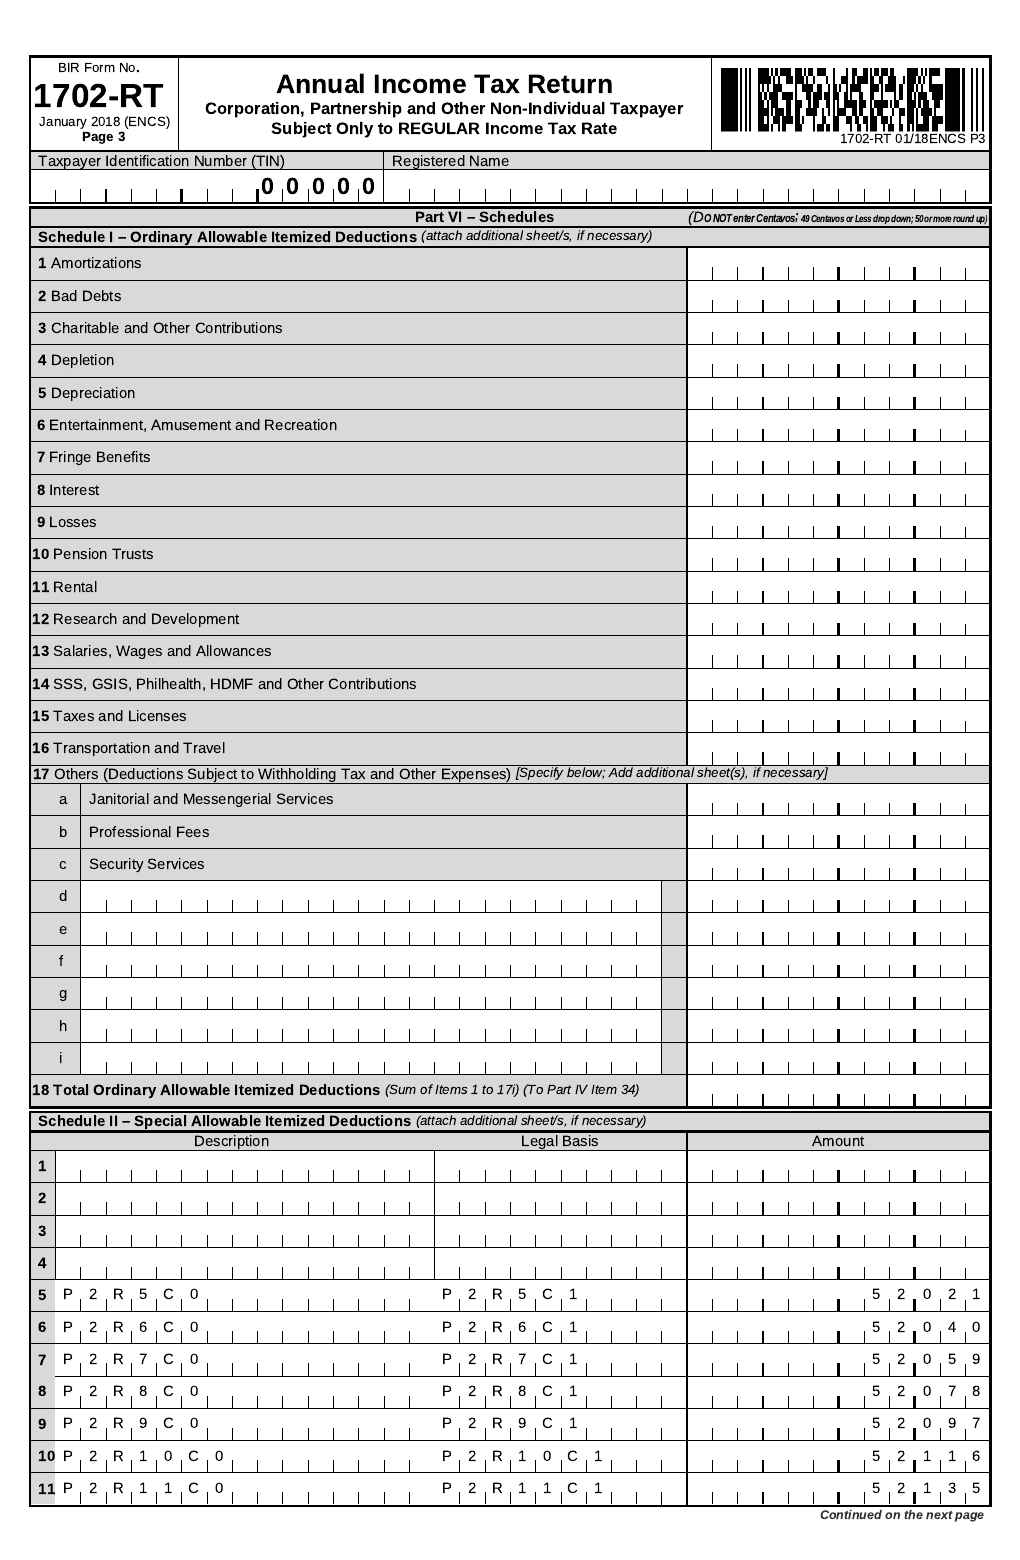 BIR Form No.
1702-RT
January 2018 (ENCS)
Page 3
Annual Income Tax Return
Corporation, Partnership and Other Non-Individual Taxpayer
Subject Only to REGULAR Income Tax Rate
1702-RT 01/18ENCS P3
Taxpayer Identification Number (TIN)
Registered Name
0 0 0 0 0
Part VI – Schedules
(DO NOT enter Centavos; 49 Centavos or Less drop down; 50 or more round up)
Schedule I – Ordinary Allowable Itemized Deductions (attach additional sheet/s, if necessary)
1 Amortizations
2 Bad Debts
3 Charitable and Other Contributions
4 Depletion
5 Depreciation
6 Entertainment, Amusement and Recreation
7 Fringe Benefits
8 Interest
9 Losses
10 Pension Trusts
11 Rental
12 Research and Development
13 Salaries, Wages and Allowances
14 SSS, GSIS, Philhealth, HDMF and Other Contributions
15 Taxes and Licenses
16 Transportation and Travel
17 Others (Deductions Subject to Withholding Tax and Other Expenses) [Specify below; Add additional sheet(s), if necessary]
a Janitorial and Messengerial Services
b Professional Fees
c Security Services
d
e
f
g
h
i
18 Total Ordinary Allowable Itemized Deductions (Sum of Items 1 to 17i) (To Part IV Item 34)
Schedule II – Special Allowable Itemized Deductions (attach additional sheet/s, if necessary)
Description Legal Basis Amount
1
2
3
4
5 P 2 R 5 C 0 P 2 R 5 C 1 5 2 0 2 1
6 P 2 R 6 C 0 P 2 R 6 C 1 5 2 0 4 0
7 P 2 R 7 C 0 P 2 R 7 C 1 5 2 0 5 9
8 P 2 R 8 C 0 P 2 R 8 C 1 5 2 0 7 8
9 P 2 R 9 C 0 P 2 R 9 C 1 5 2 0 9 7
10 P 2 R 1 0 C 0 P 2 R 1 0 C 1 5 2 1 1 6
11 P 2 R 1 1 C 0 P 2 R 1 1 C 1 5 2 1 3 5
Continued on the next page